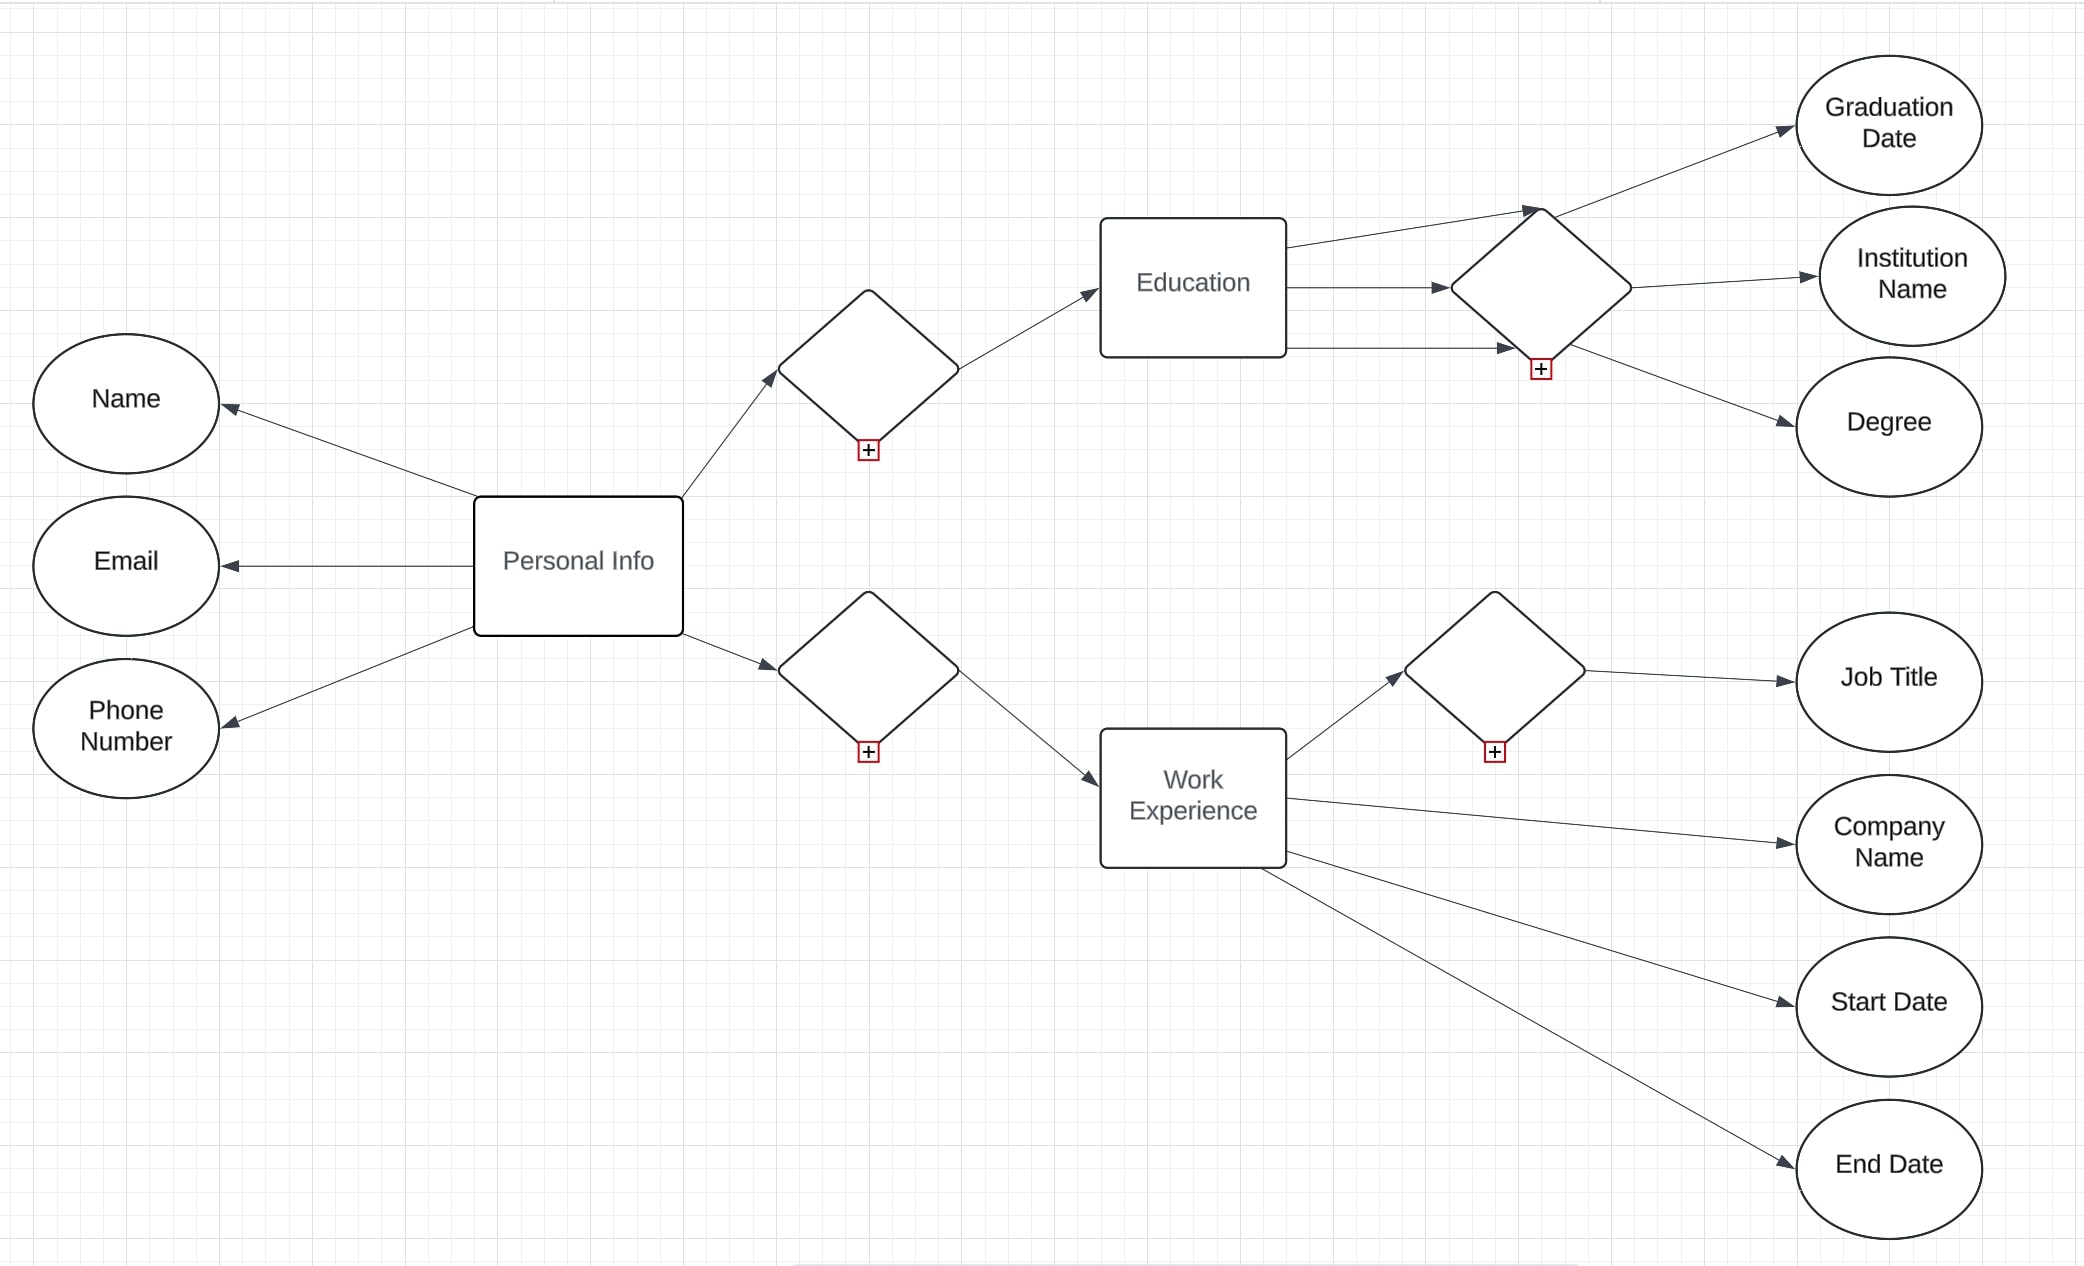 Graduation
Date
Institution
Name
Education
Degree
Name
Email
Personal Info
Phone
Number
Job Title
Work
Experience
Company
Name
Start Date
End Date